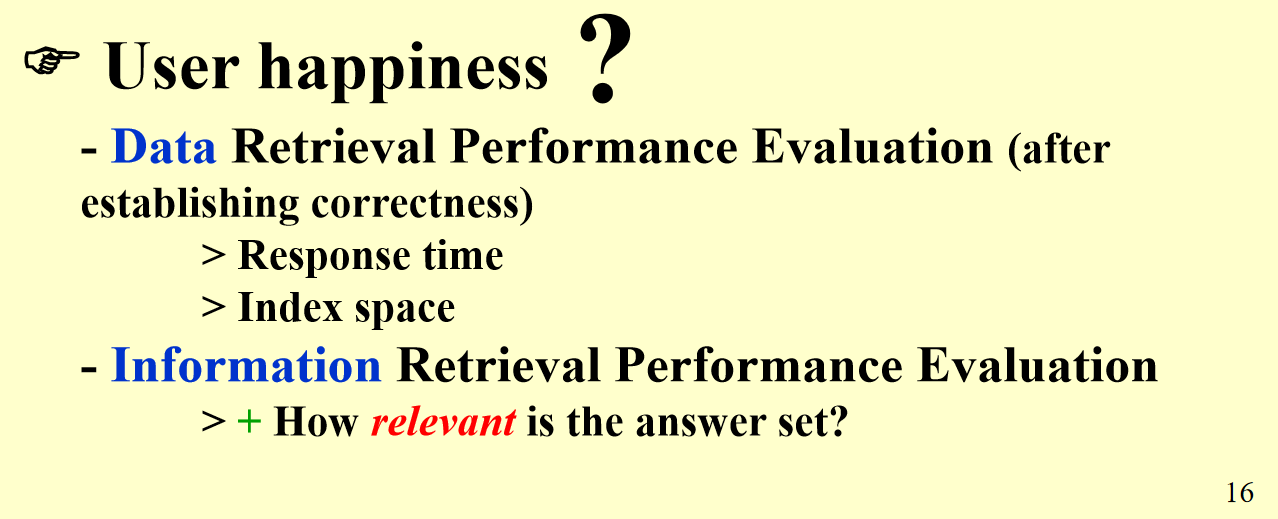 ☞ User happiness ?
- Data Retrieval Performance Evaluation (after
establishing correctness)
> Response time
> Index space
- Information Retrieval Performance Evaluation
> + How relevant is the answer set?
16